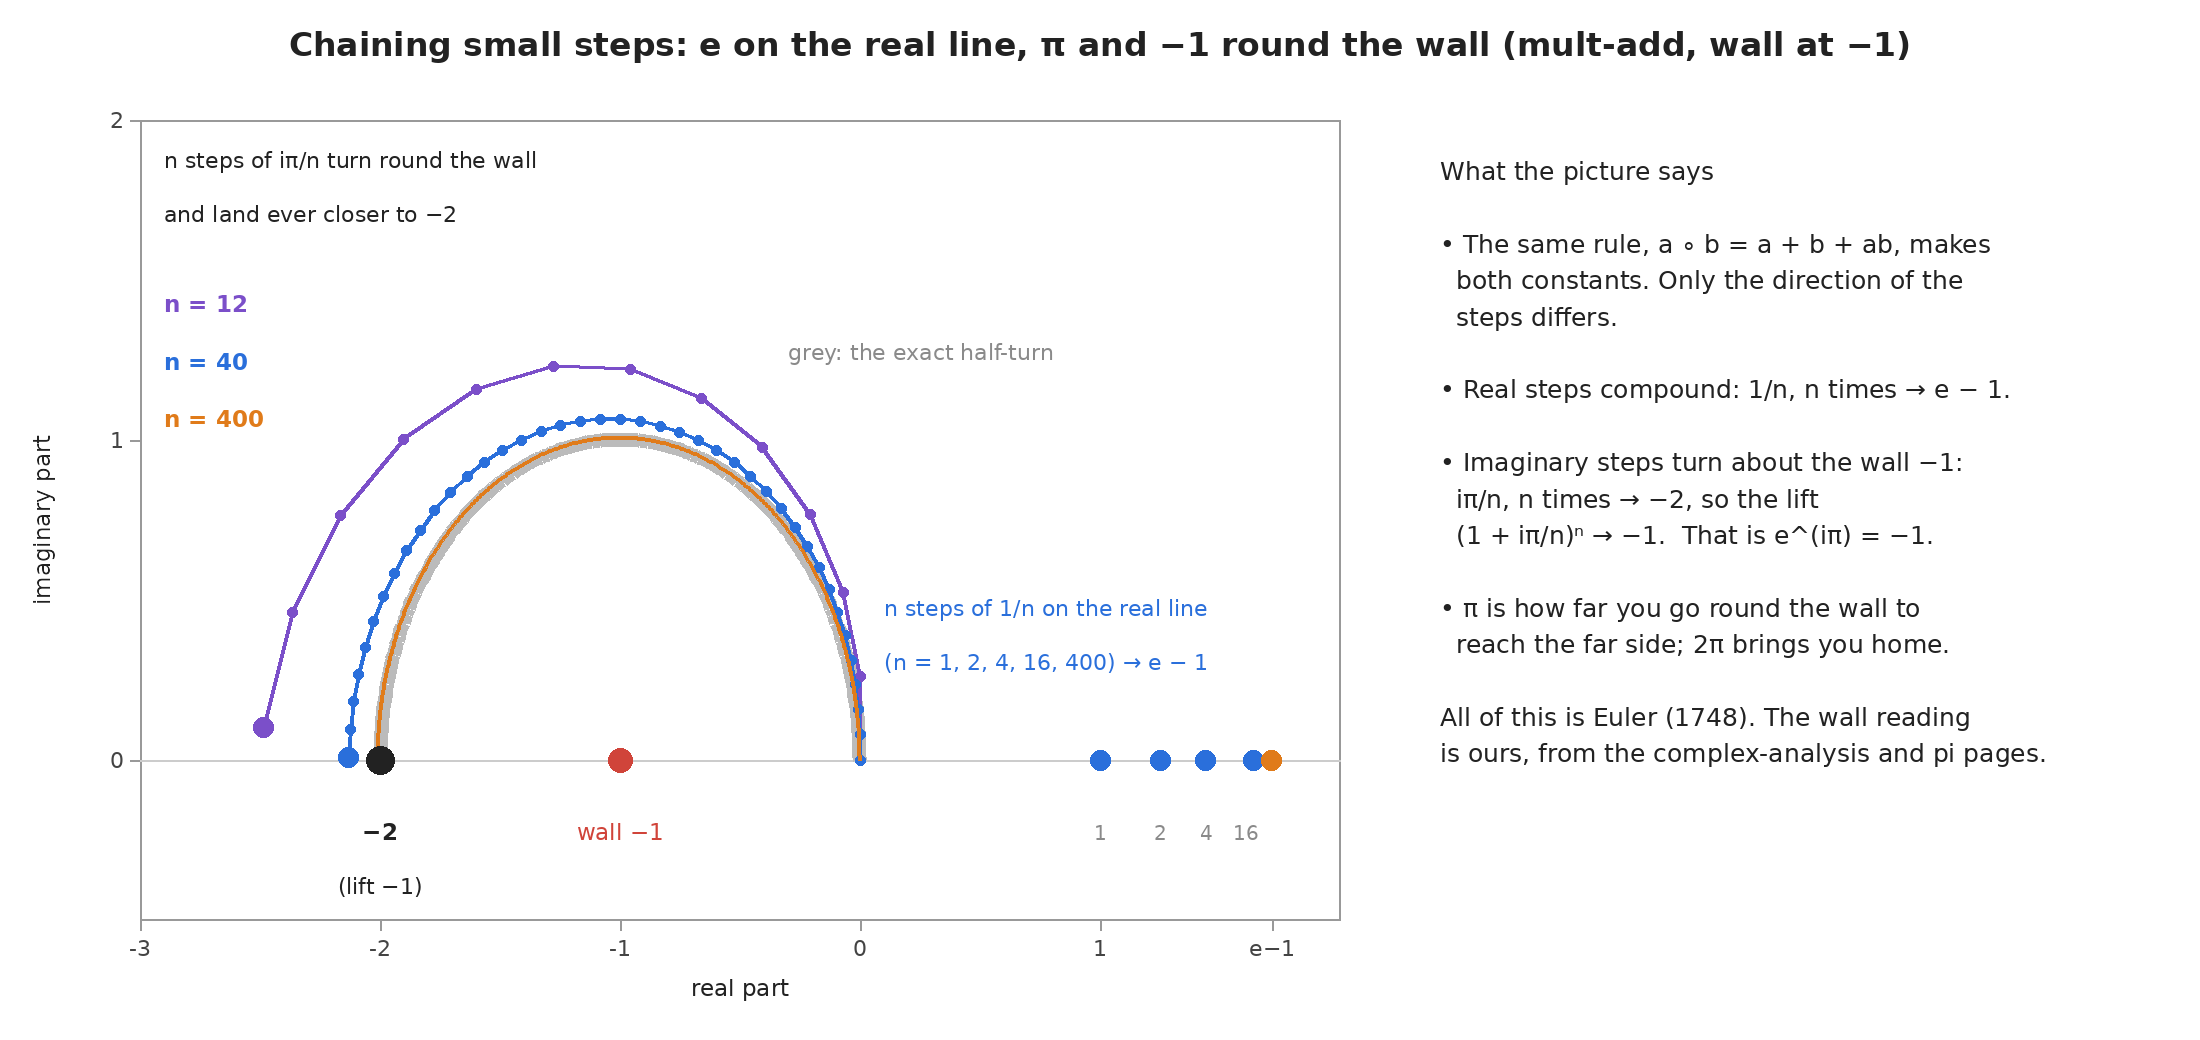 Chaining small steps: e on the real line, π and −1 round the wall (mult-add, wall at −1)
2
n steps of iπ/n turn round the wall
and land ever closer to −2
n = 12
n = 40
n = 400
grey: the exact half-turn
1
imaginary part
n steps of 1/n on the real line
(n = 1, 2, 4, 16, 400) → e − 1
0
−2
wall −1
1 2 4 16
(lift −1)
-3 -2 -1 0 1 e−1
real part
What the picture says
• The same rule, a ∘ b = a + b + ab, makes
both constants. Only the direction of the
steps differs.
• Real steps compound: 1/n, n times → e − 1.
• Imaginary steps turn about the wall −1:
iπ/n, n times → −2, so the lift
(1 + iπ/n)ⁿ → −1. That is e^(iπ) = −1.
• π is how far you go round the wall to
reach the far side; 2π brings you home.
All of this is Euler (1748). The wall reading
is ours, from the complex-analysis and pi pages.